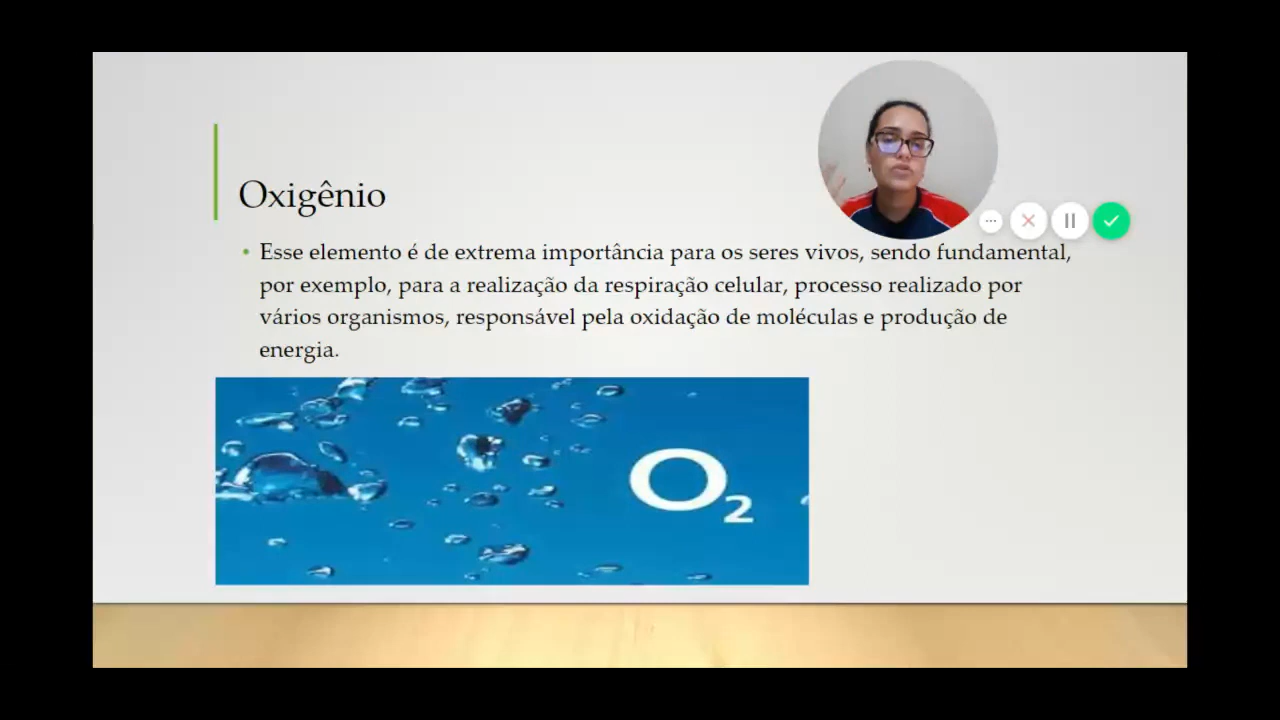 Oxigênio
• Esse elemento é de extrema importância para os seres vivos, sendo fundamental,
por exemplo, para a realização da respiração celular, processo realizado por
vários organismos, responsável pela oxidação de moléculas e produção de
energia.
O2